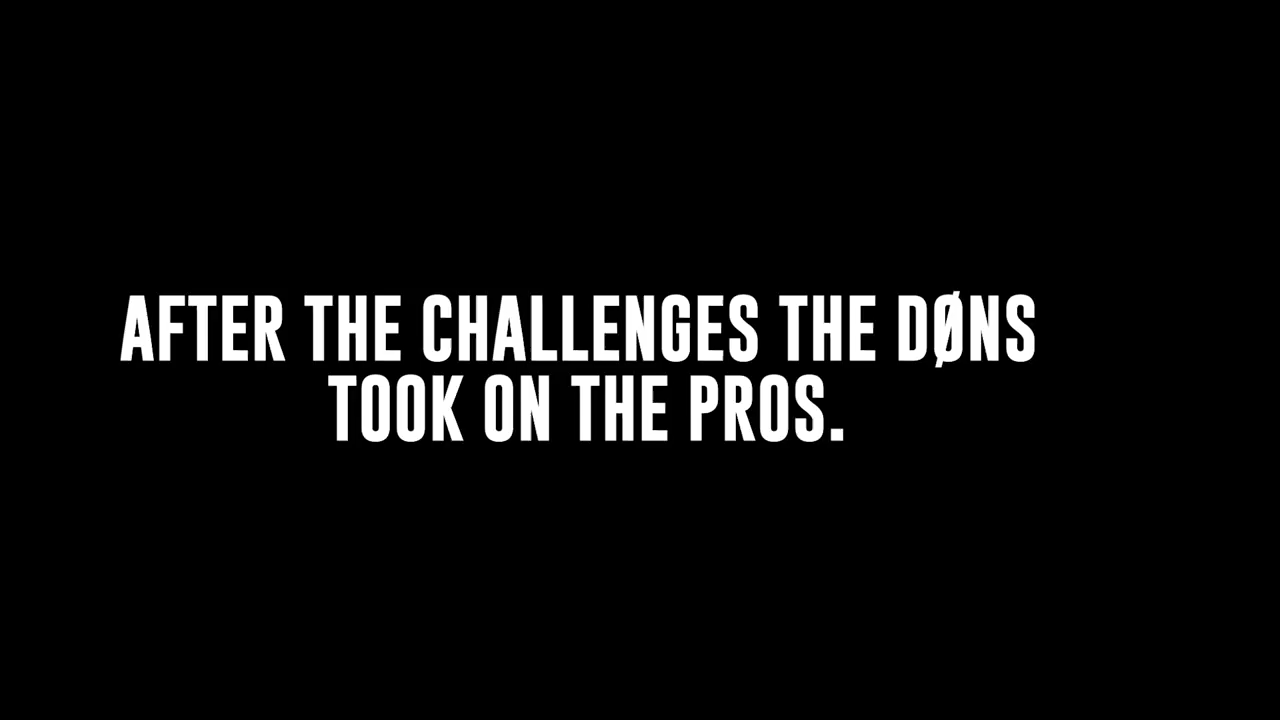 AFTER THE CHALLENGES THE DØNS
TOOK ON THE PROS.